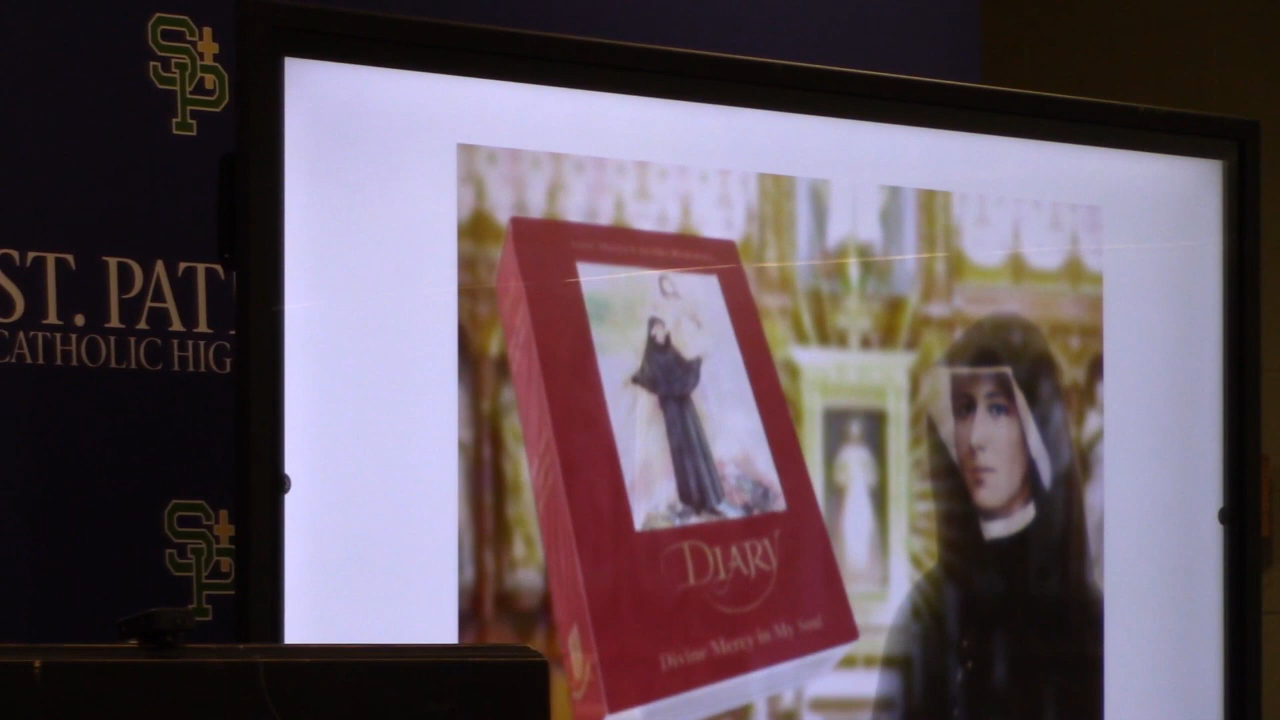 SP
ST. PAT
CATHOLIC HIG
SP
DIARY
Divine Mercy in My Soul